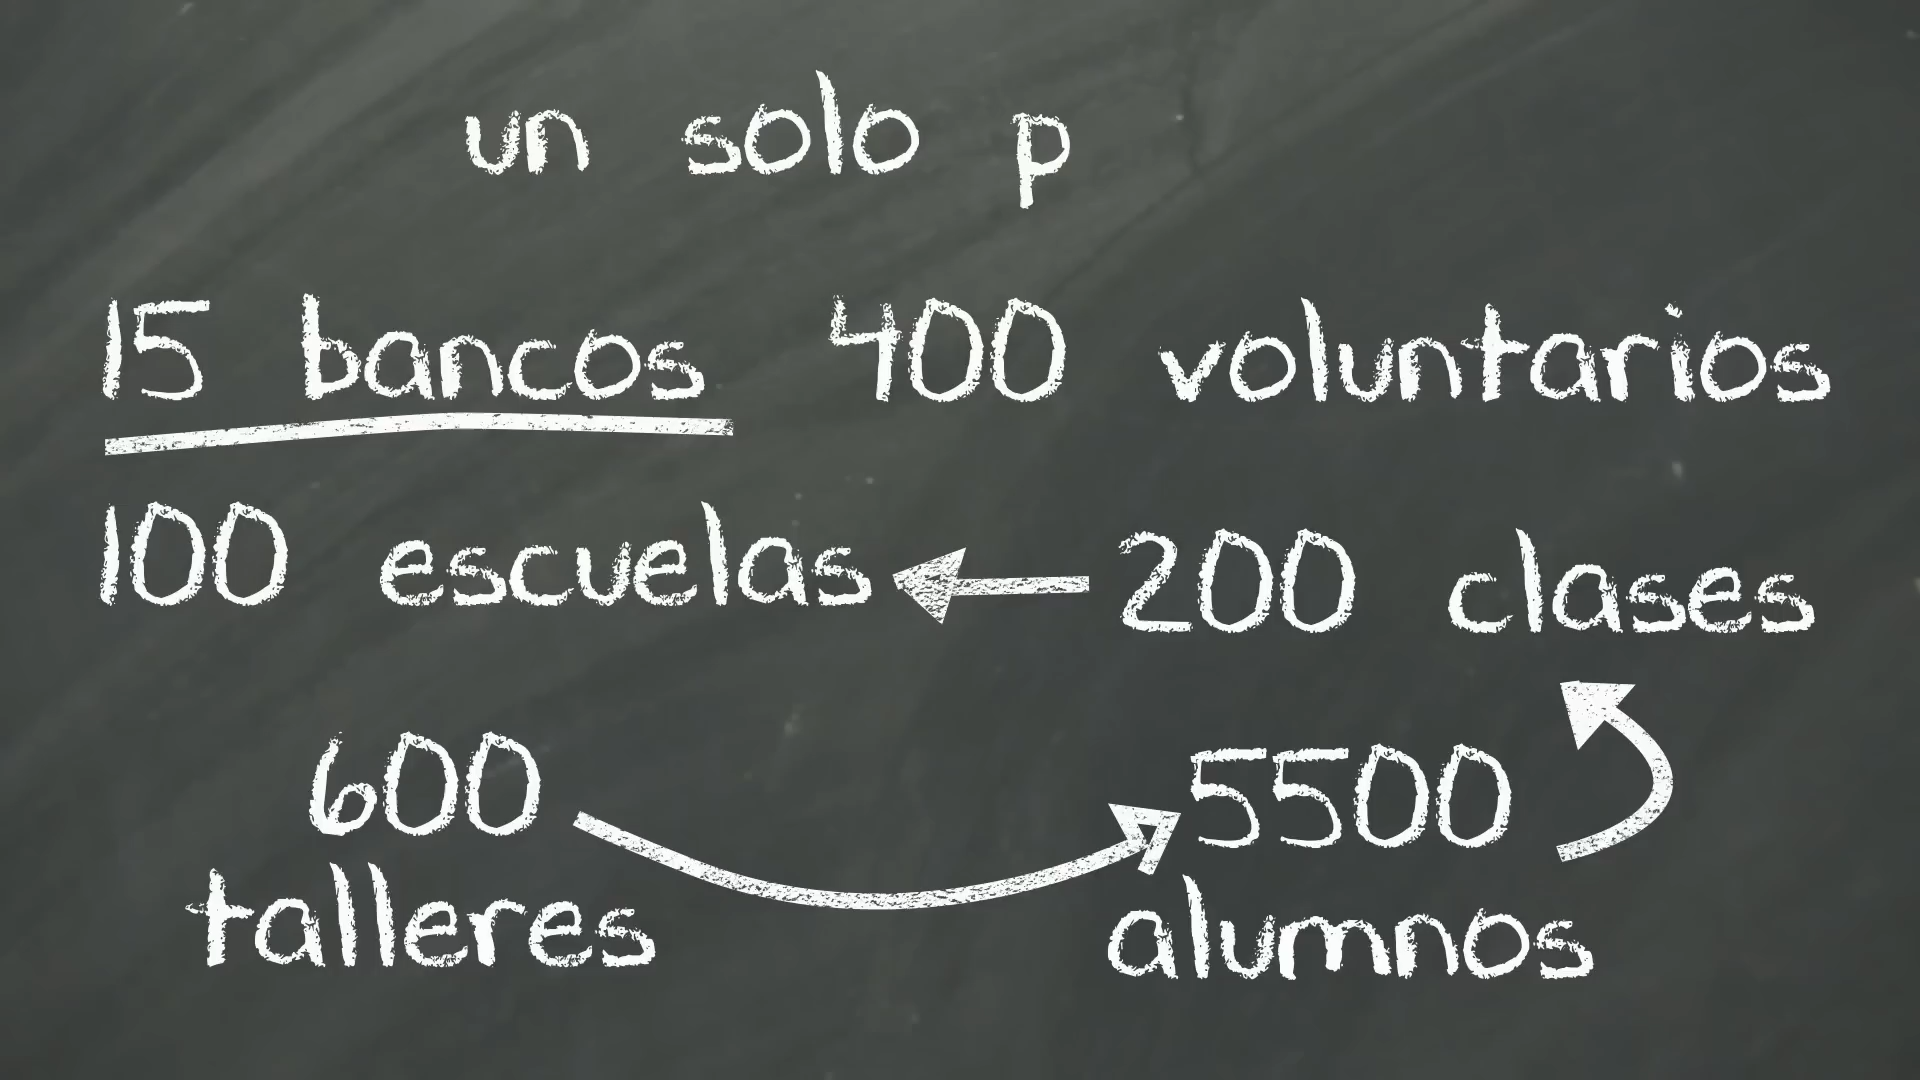 un solo p
15 bancos 400 voluntarios
100 escuelas 200 clases
600 5500
talleres alumnos